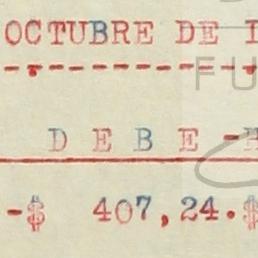 OCTUBRE DE
FU
D E B E -
-$ 407,24.$